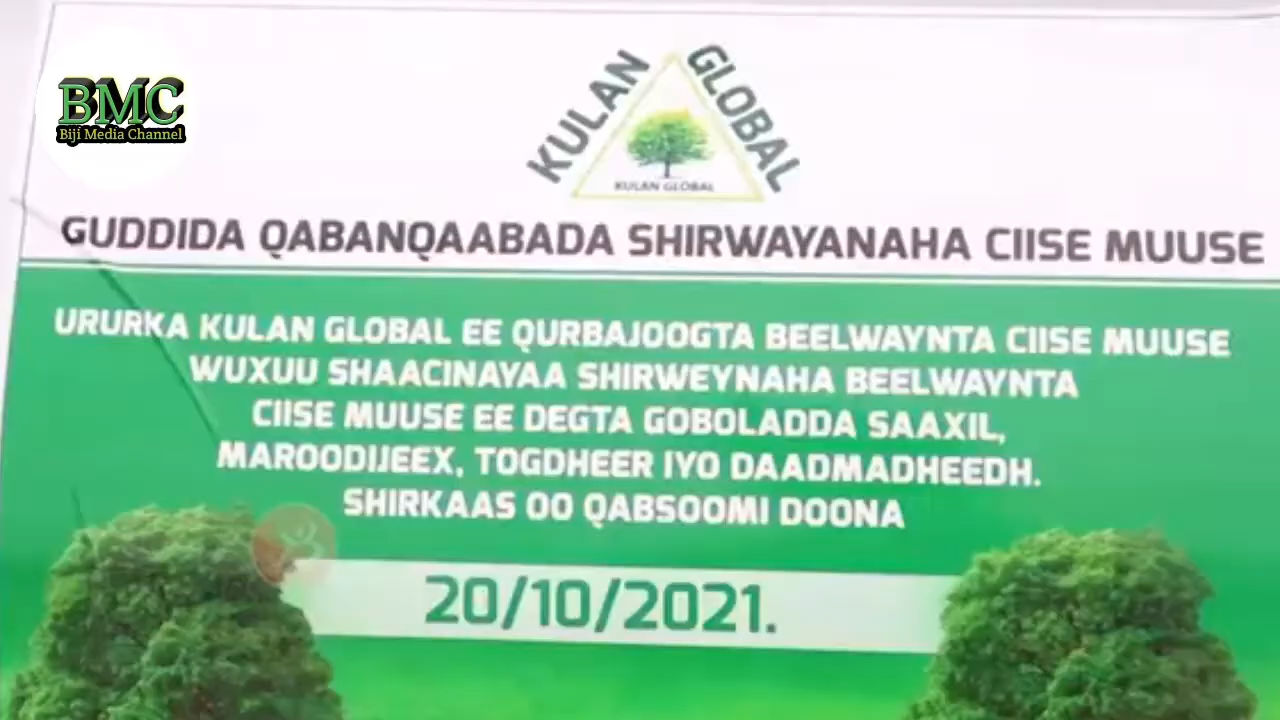 BMC
Biji Media Channel
KULAN GLOBAL
KULAN GLOBAL
GUDDIDA QABANQAABADA SHIRWAYANAHA CIISE MUUSE
URURKA KULAN GLOBAL EE QURBAJOOGTA BEELWAYNTA CIISE MUUSE
WUXUU SHAACINAYAA SHIRWEYNAHA BEELWAYNTA
CIISE MUUSE EE DEGTA GOBOLADDA SAAXIL,
MAROODIJEEX, TOGDHEER IYO DAADMADHEEDH.
SHIRKAAS OO QABSOOMI DOONA
20/10/2021.